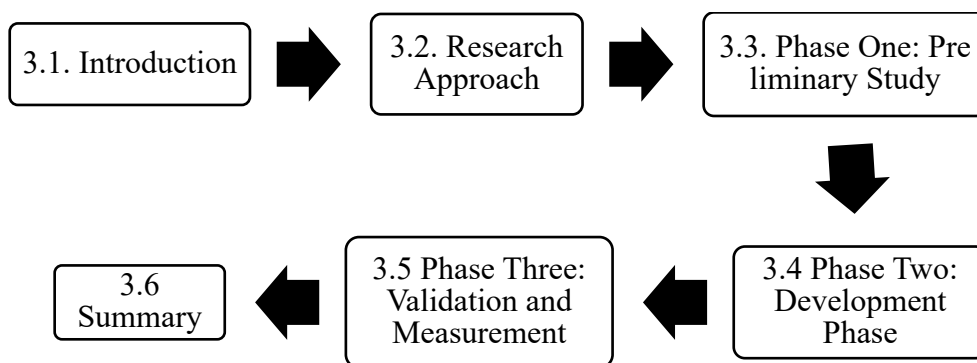 3.1. Introduction
3.2. Research
Approach
3.3. Phase One: Pre
liminary Study
3.4 Phase Two:
Development
Phase
3.5 Phase Three:
Validation and
Measurement
3.6
Summary